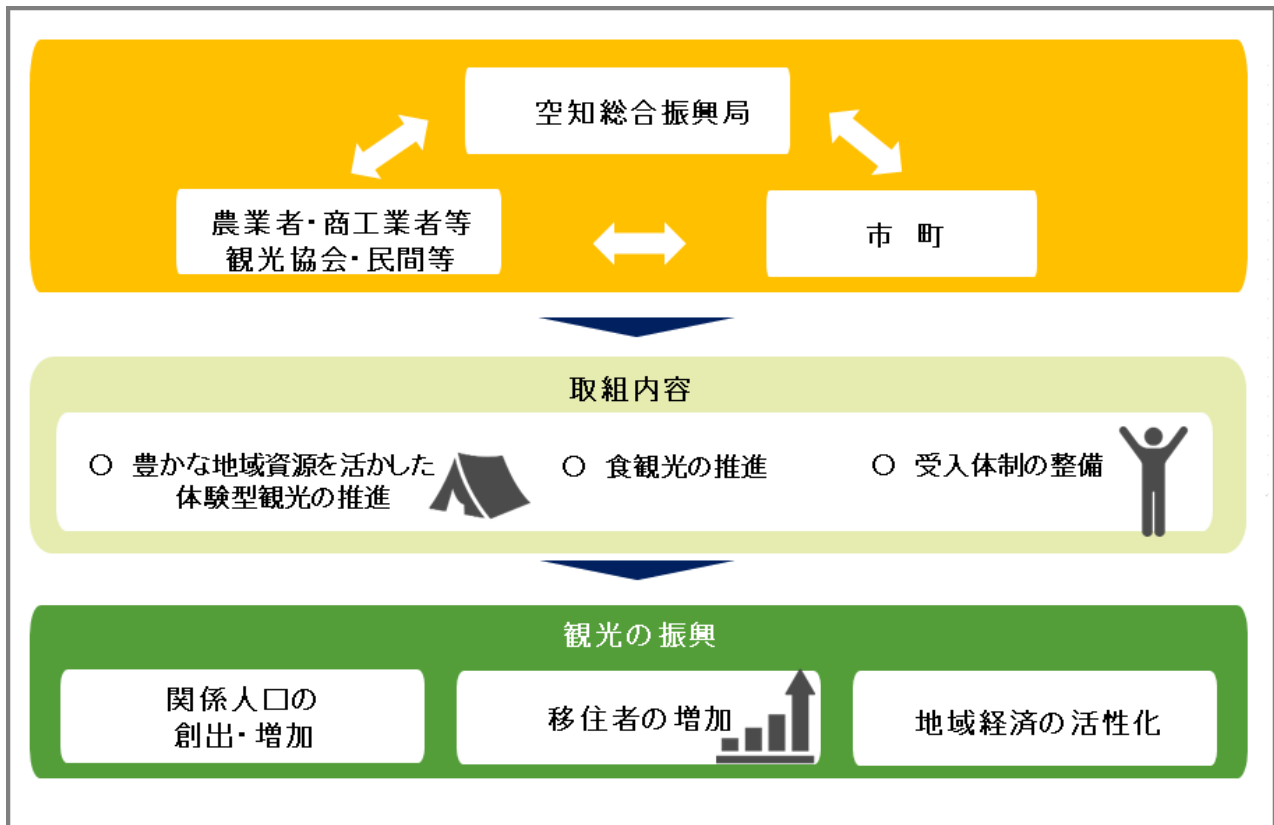 空知総合振興局
農業者・商工業者等
観光協会・民間等
市 町
取組内容
○ 豊かな地域資源を活かした
体験型観光の推進
○ 食観光の推進
○ 受入体制の整備
観光の振興
関係人口の
創出・増加
移住者の増加
地域経済の活性化